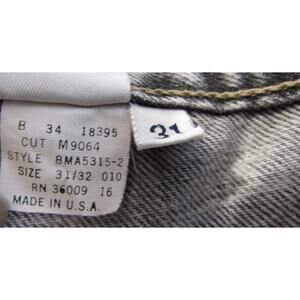 B 34 18395
CUT M9064
STYLE BMA5315-2
SIZE 31/32 010
RN 36009 16
MADE IN U.S.A.
31